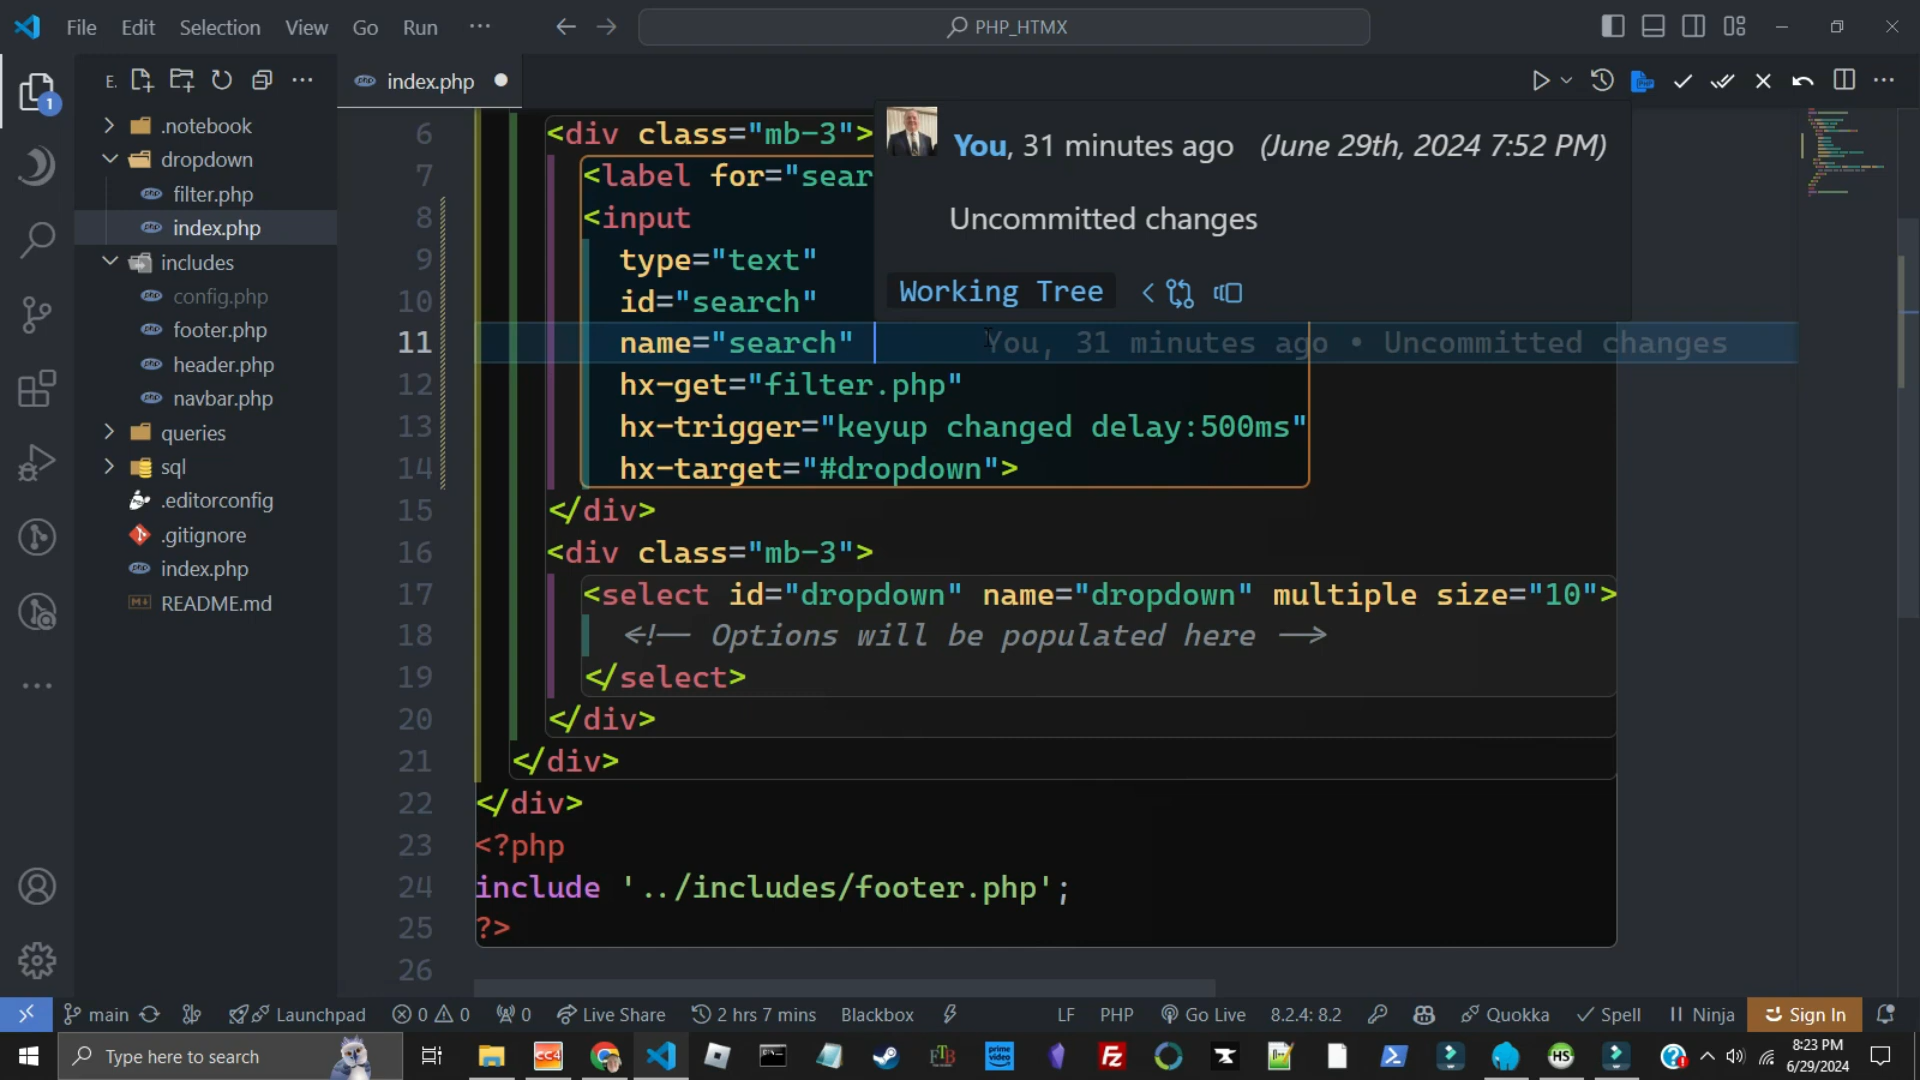 File Edit Selection View Go Run ···
PHP_HTMX
E.
index.php
.notebook
dropdown
filter.php
index.php
includes
config.php
footer.php
header.php
navbar.php
queries
sql
.editorconfig
.gitignore
index.php
README.md
1
6 <div class="mb-3">
7 <label for="sear
8 <input
9 type="text"
10 id="search"
11 name="search" You, 31 minutes ago • Uncommitted changes
12 hx-get="filter.php"
13 hx-trigger="keyup changed delay:500ms"
14 hx-target="#dropdown">
15 </div>
16 <div class="mb-3">
17 <select id="dropdown" name="dropdown" multiple size="10">
18 <!-- Options will be populated here -->
19 </select>
20 </div>
21 </div>
22 </div>
23 <?php
24 include '../includes/footer.php';
25 ?>
26
You, 31 minutes ago (June 29th, 2024 7:52 PM)
Uncommitted changes
Working Tree
main Launchpad 0 0 0 Live Share 2 hrs 7 mins Blackbox LF PHP Go Live 8.2.4: 8.2 Quokka Spell Ninja Sign In
Type here to search
CC4
FTB
prime video
HS
8:23 PM
6/29/2024